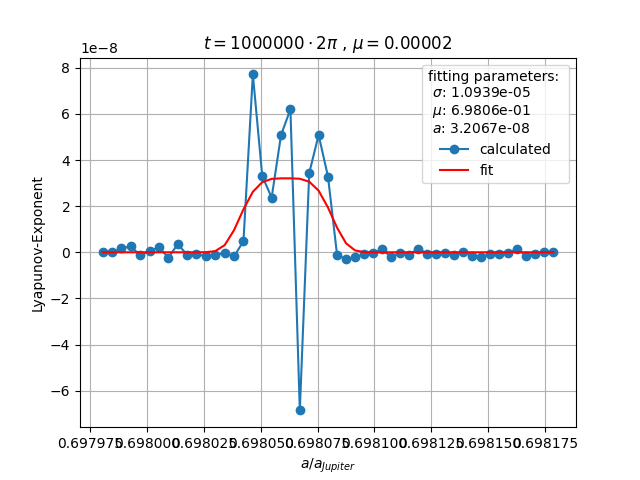 t = 1000000 · 2π , μ = 0.00002
1e−8
8
6
4
2
0
−2
−4
−6
Lyapunov-Exponent
fitting parameters:
σ: 1.0939e-05
μ: 6.9806e-01
a: 3.2067e-08
calculated
fit
0.697975 0.698000 0.698025 0.698050 0.698075 0.698100 0.698125 0.698150 0.698175
a/a_Jupiter